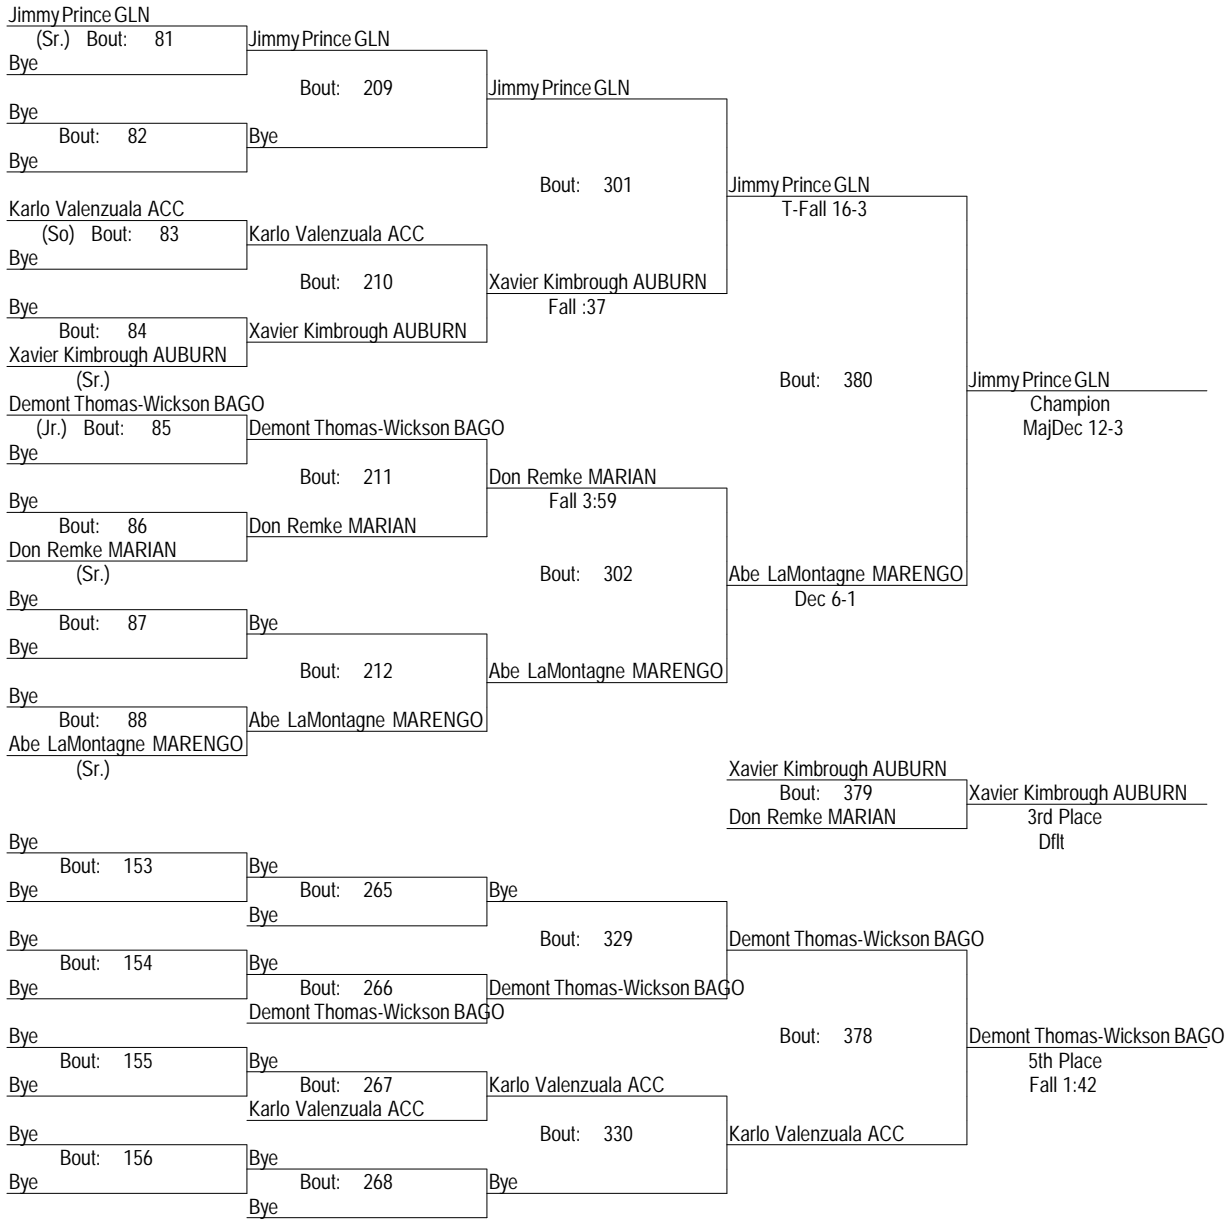 Jimmy Prince GLN
(Sr.) Bout: 81 Jimmy Prince GLN
Bye
Bout: 209 Jimmy Prince GLN
Bye
Bout: 82 Bye
Bye
Bout: 301 Jimmy Prince GLN
Karlo Valenzuala ACC T-Fall 16-3
(So) Bout: 83 Karlo Valenzuala ACC
Bye
Bout: 210 Xavier Kimbrough AUBURN
Bye Fall :37
Bout: 84 Xavier Kimbrough AUBURN
Xavier Kimbrough AUBURN
(Sr.) Bout: 380 Jimmy Prince GLN
Demont Thomas-Wickson BAGO Champion
(Jr.) Bout: 85 Demont Thomas-Wickson BAGO MajDec 12-3
Bye
Bout: 211 Don Remke MARIAN
Bye Fall 3:59
Bout: 86 Don Remke MARIAN
Don Remke MARIAN
(Sr.) Bout: 302 Abe LaMontagne MARENGO
Bye Dec 6-1
Bout: 87 Bye
Bye
Bout: 212 Abe LaMontagne MARENGO
Bye
Bout: 88 Abe LaMontagne MARENGO
Abe LaMontagne MARENGO
(Sr.) Xavier Kimbrough AUBURN
Bout: 379 Xavier Kimbrough AUBURN
Don Remke MARIAN 3rd Place
Bye Dflt
Bout: 153 Bye
Bye Bout: 265 Bye
Bye
Bye Bout: 329 Demont Thomas-Wickson BAGO
Bout: 154 Bye
Bye Bout: 266 Demont Thomas-Wickson BAGO
Demont Thomas-Wickson BAGO
Bye Bout: 378 Demont Thomas-Wickson BAGO
Bout: 155 Bye 5th Place
Bye Bout: 267 Karlo Valenzuala ACC Fall 1:42
Karlo Valenzuala ACC
Bye Bout: 330 Karlo Valenzuala ACC
Bout: 156 Bye
Bye Bout: 268 Bye
Bye